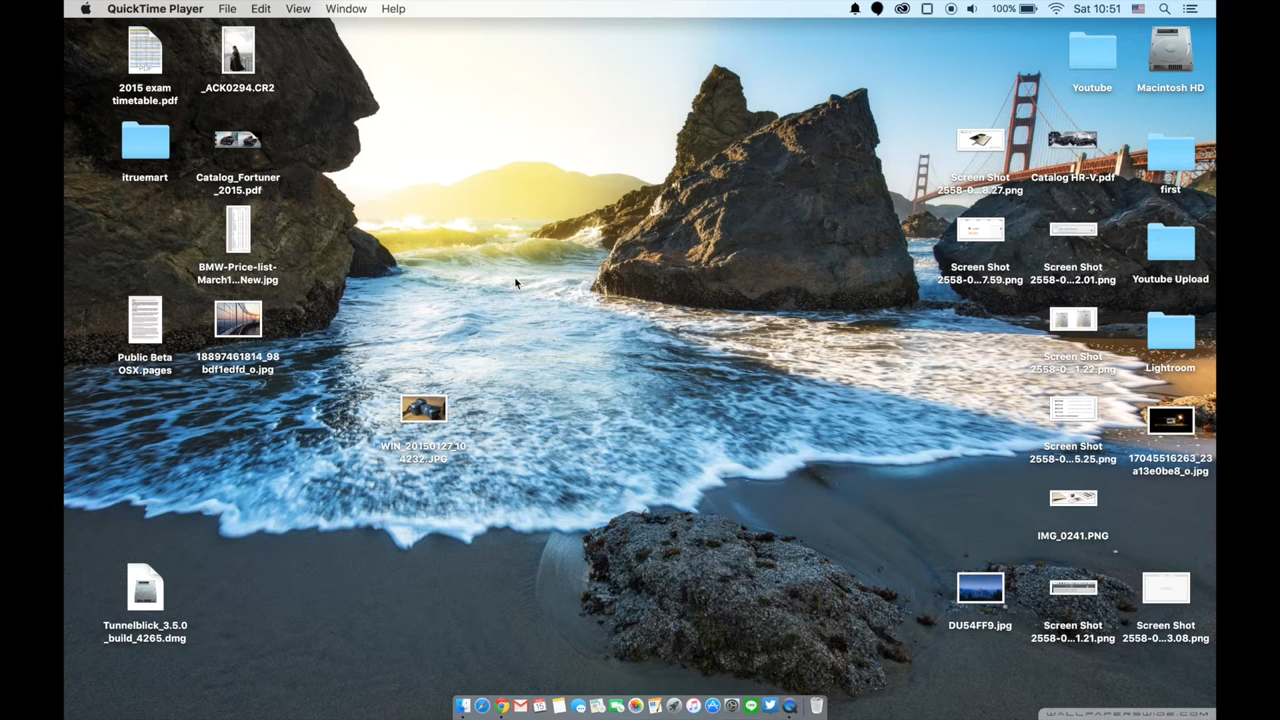 QuickTime Player File Edit View Window Help 100% Sat 10:51
2015 exam
timetable.pdf
_ACK0294.CR2
Youtube
Macintosh HD
itruemart
Catalog_Fortuner
_2015.pdf
Screen Shot
2558-0...8.27.png
Catalog HR-V.pdf
first
BMW-Price-list-
March1...New.jpg
Screen Shot
2558-0...7.59.png
Screen Shot
2558-0...2.01.png
Youtube Upload
Public Beta
OSX.pages
18897461814_98
bdf1edfd_o.jpg
Screen Shot
2558-0...1.22.png
Lightroom
WIN_20150127_10
4232.JPG
Screen Shot
2558-0...5.25.png
17045516263_23
a13e0be8_o.jpg
IMG_0241.PNG
Tunnelblick_3.5.0
_build_4265.dmg
DU54FF9.jpg
Screen Shot
2558-0...1.21.png
Screen Shot
2558-0...3.08.png
WALLPAPERSWIDE.COM